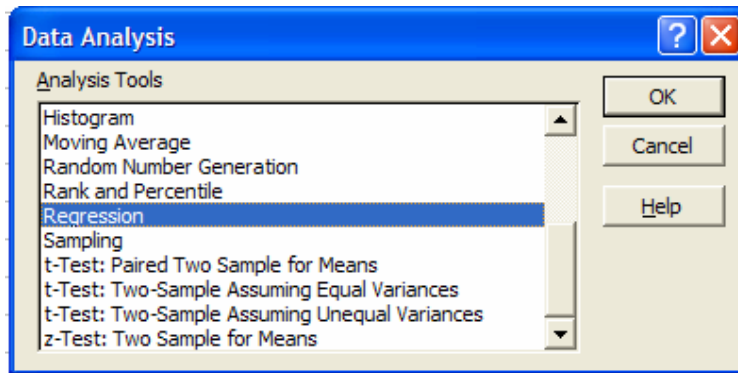 Data Analysis
Analysis Tools
Histogram
Moving Average
Random Number Generation
Rank and Percentile
Regression
Sampling
t-Test: Paired Two Sample for Means
t-Test: Two-Sample Assuming Equal Variances
t-Test: Two-Sample Assuming Unequal Variances
z-Test: Two Sample for Means
OK
Cancel
Help